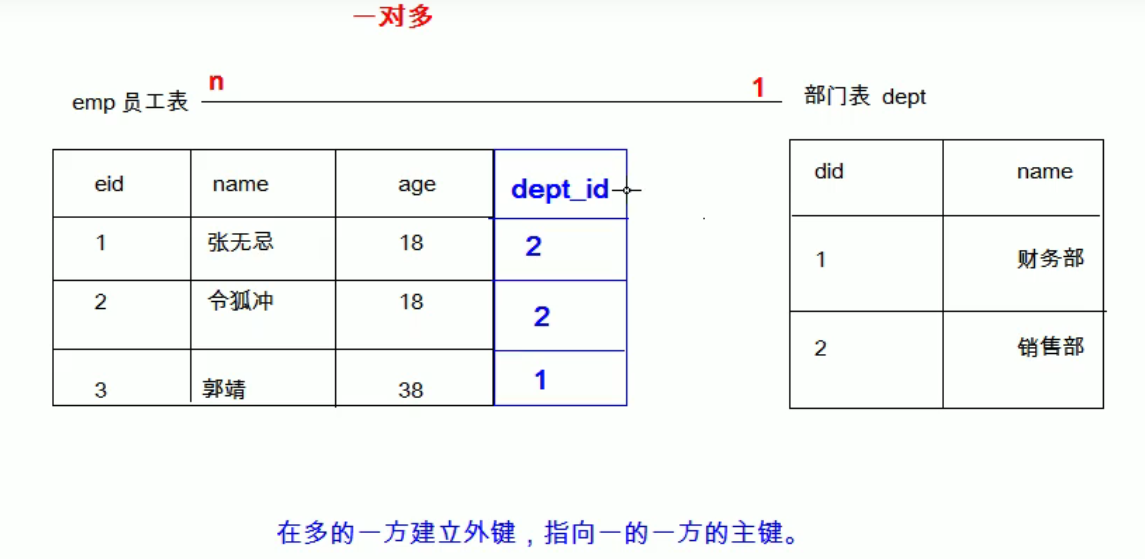 一对多
emp 员工表 n 1 部门表 dept
eid name age dept_id
1 张无忌 18 2
2 令狐冲 18 2
3 郭靖 38 1
did name
1 财务部
2 销售部
在多的一方建立外键，指向一的一方的主键。